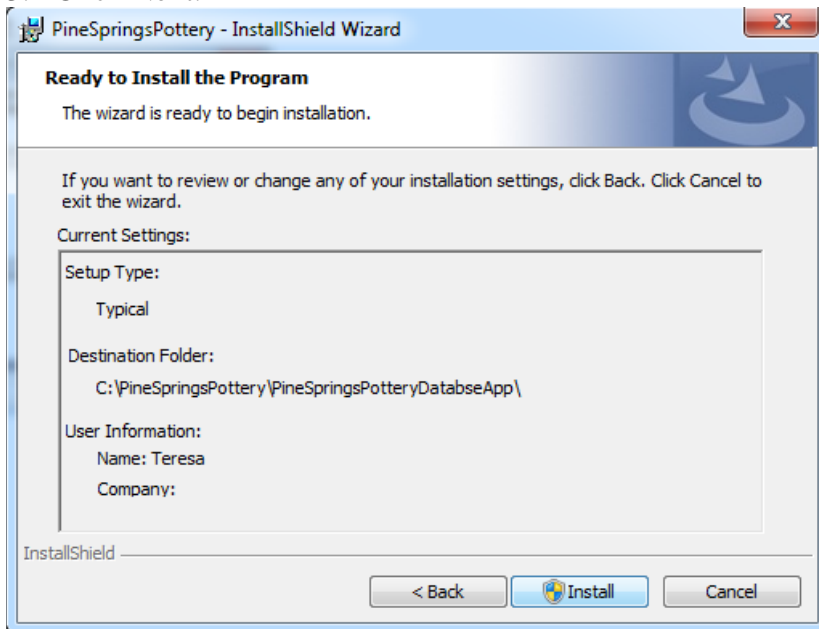 PineSpringsPottery - InstallShield Wizard
Ready to Install the Program
The wizard is ready to begin installation.
If you want to review or change any of your installation settings, click Back. Click Cancel to
exit the wizard.
Current Settings:
Setup Type:
Typical
Destination Folder:
C:\PineSpringsPottery\PineSpringsPotteryDatabseApp\
User Information:
Name: Teresa
Company:
InstallShield
< Back
Install
Cancel